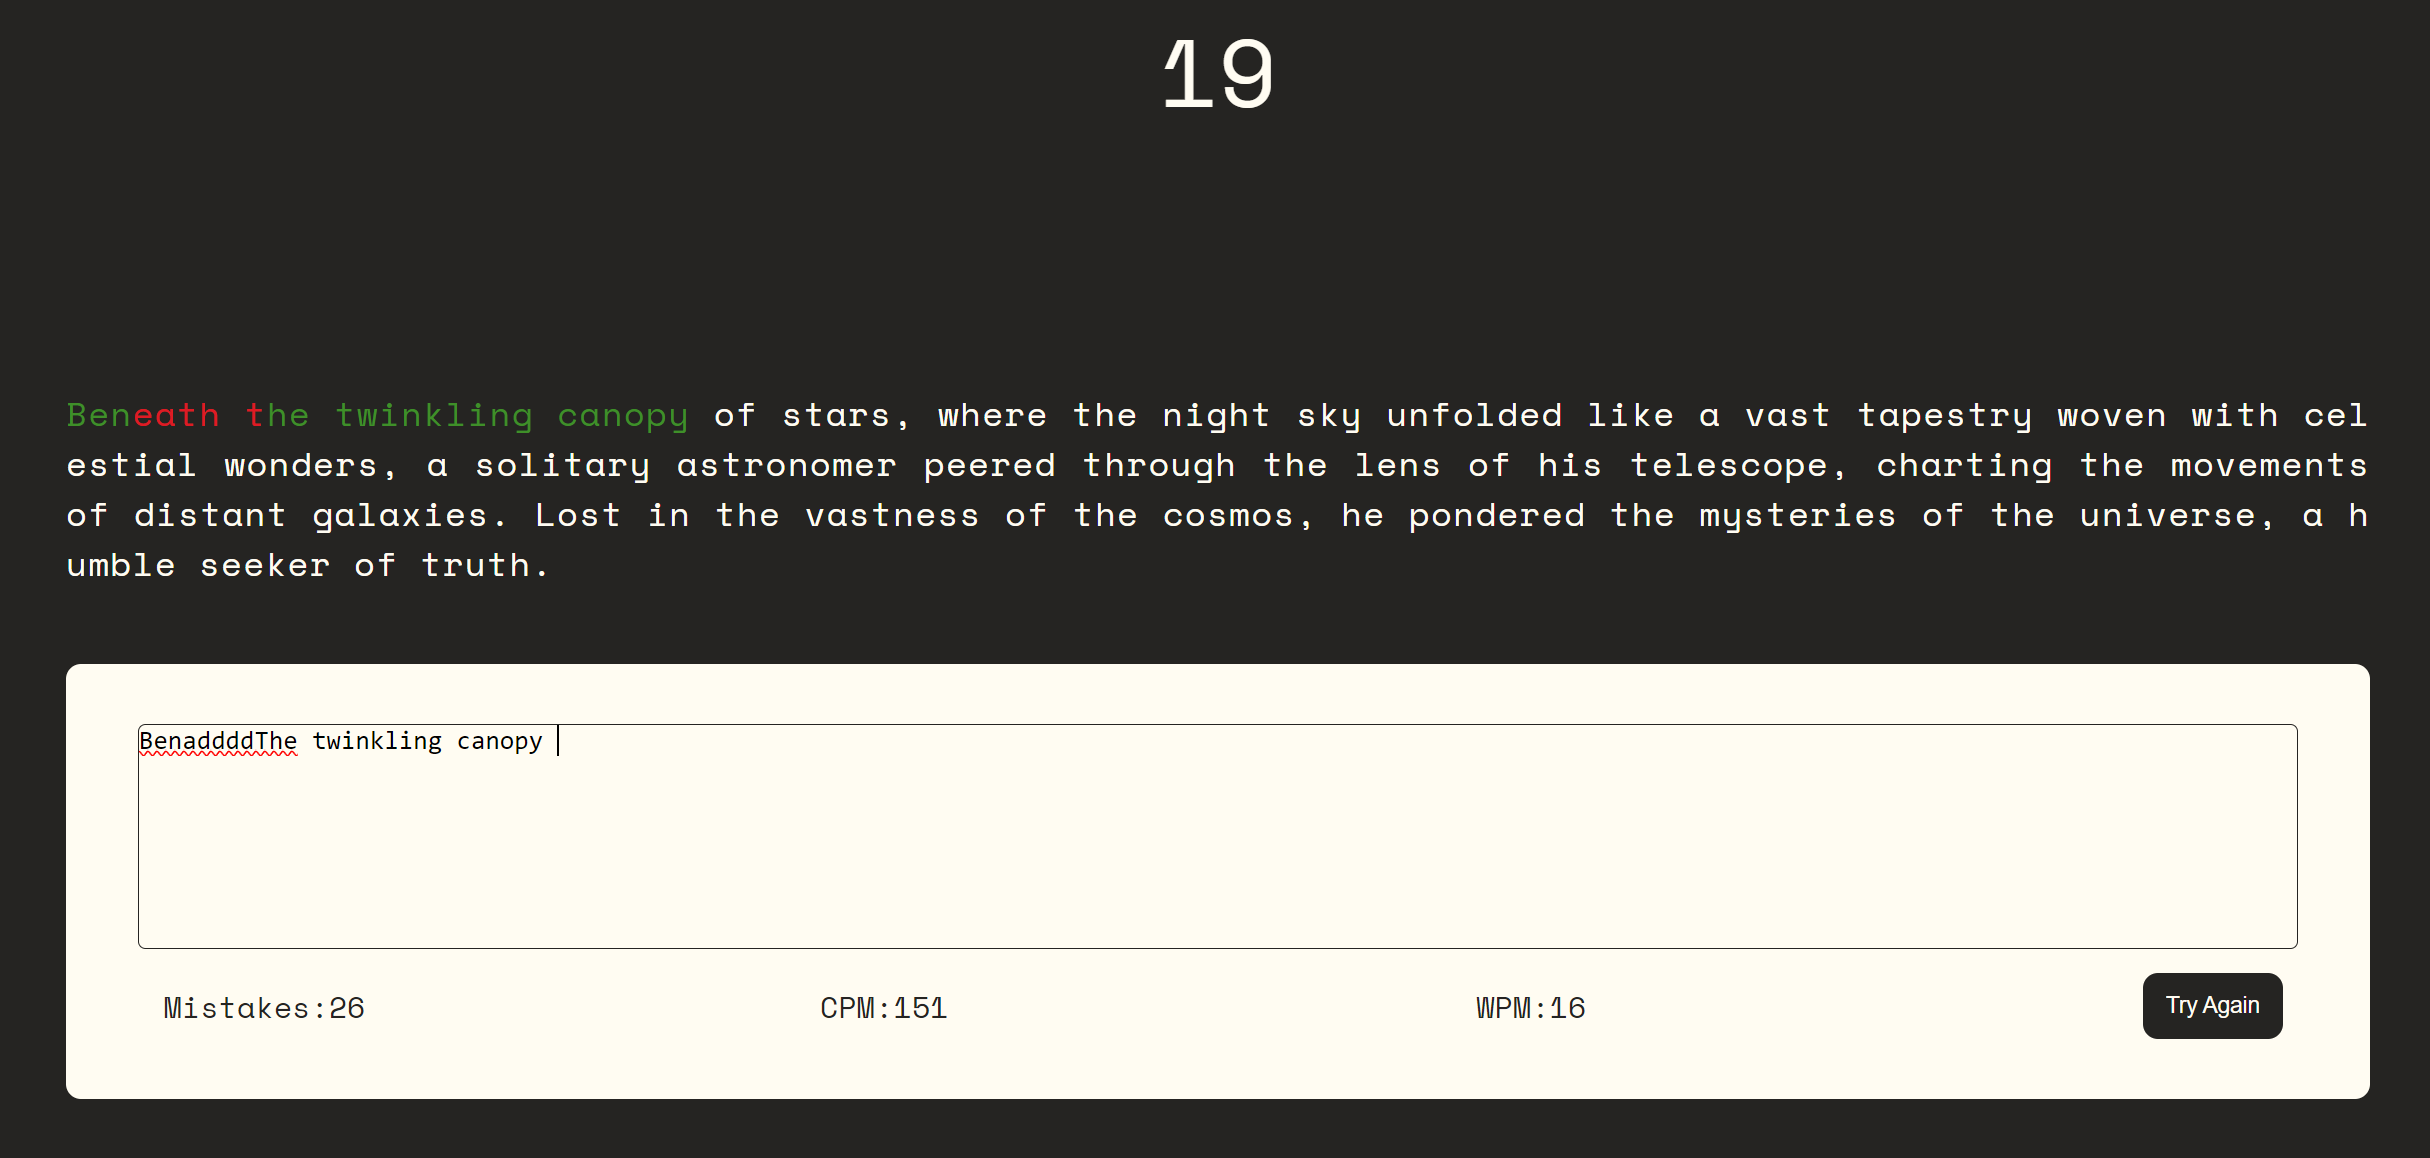 19
Beneath the twinkling canopy of stars, where the night sky unfolded like a vast tapestry woven with cel
estial wonders, a solitary astronomer peered through the lens of his telescope, charting the movements
of distant galaxies. Lost in the vastness of the cosmos, he pondered the mysteries of the universe, a h
umble seeker of truth.
BenaddddThe twinkling canopy
Mistakes:26 CPM:151 WPM:16 Try Again